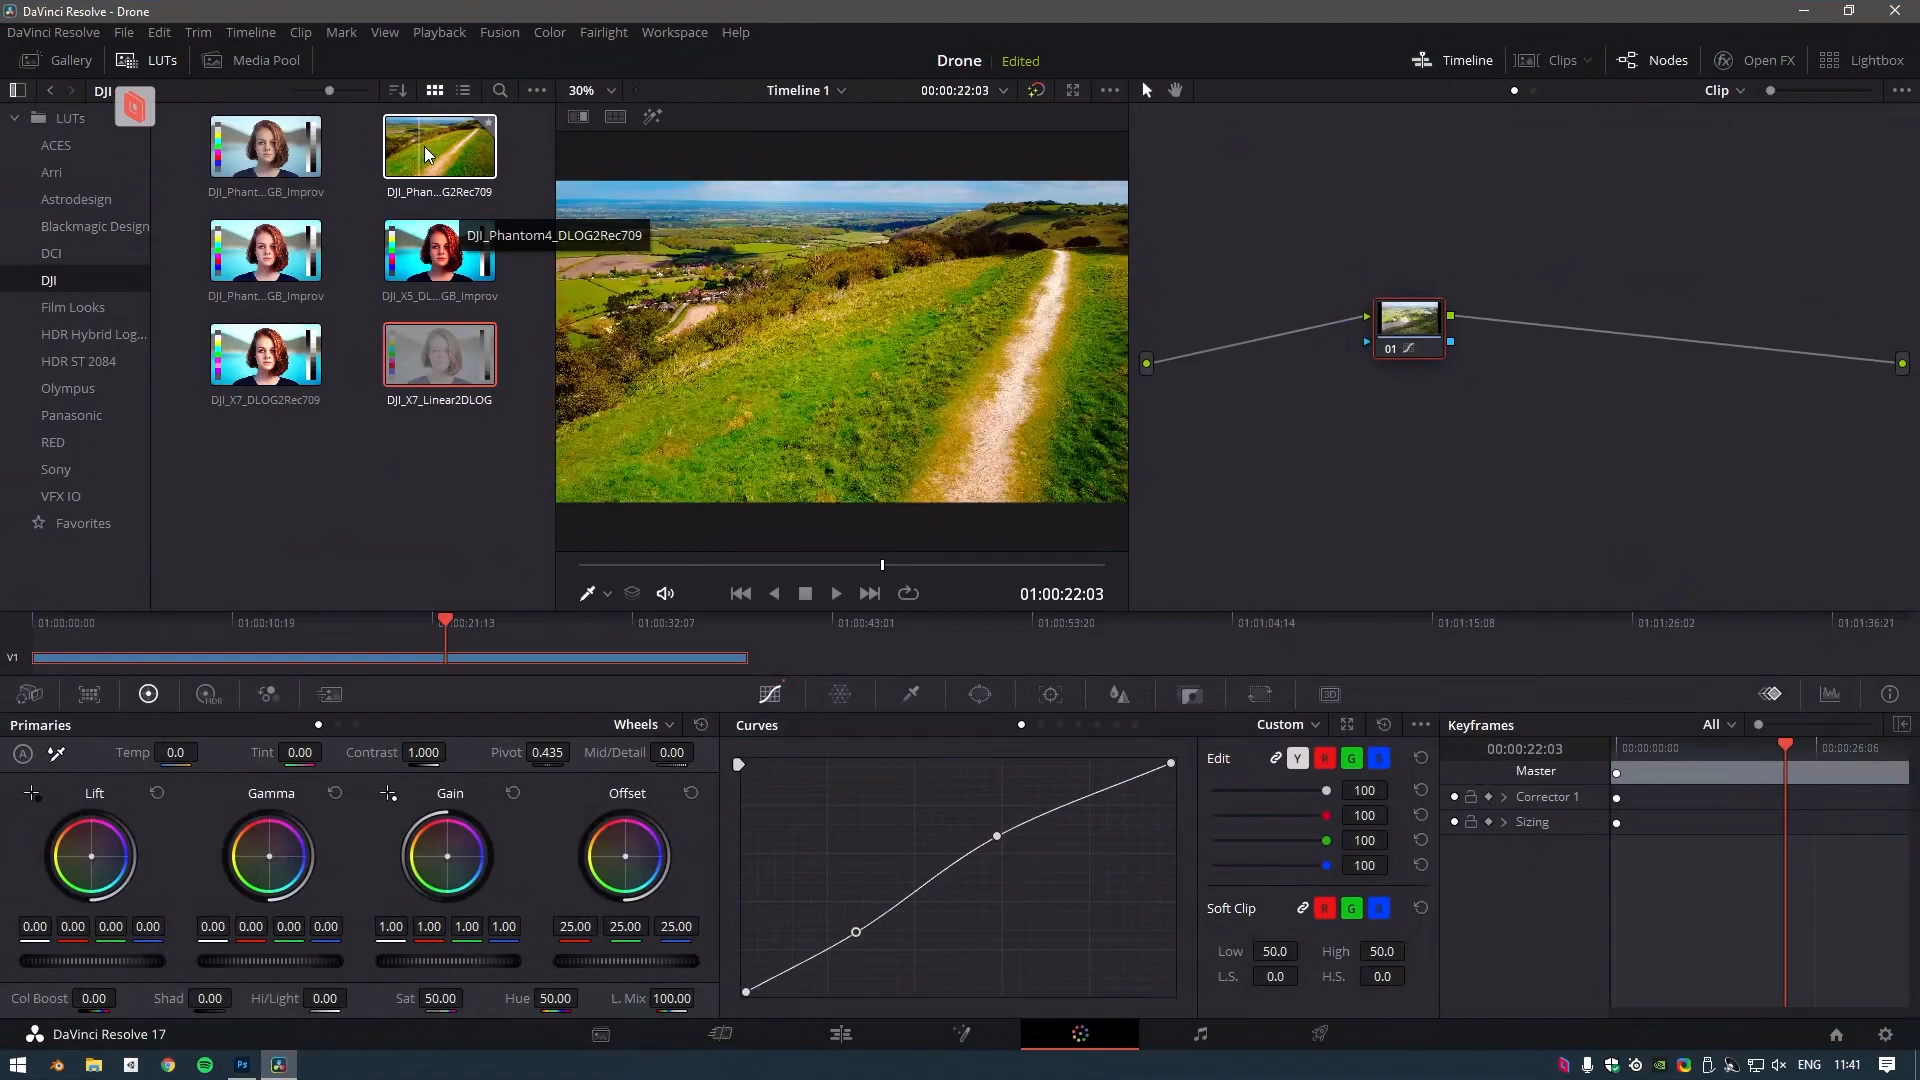 DaVinci Resolve - Drone
DaVinci Resolve File Edit Trim Timeline Clip Mark View Playback Fusion Color Fairlight Workspace Help
Gallery LUTs Media Pool Drone Edited Timeline Clips Nodes fx Open FX Lightbox
DJI 30% Timeline 1 00:00:22:03 Clip
LUTs
ACES
Arri
Astrodesign
Blackmagic Design
DCI
DJI
Film Looks
HDR Hybrid Log...
HDR ST 2084
Olympus
Panasonic
RED
Sony
VFX IO
Favorites
DJI_Phant...GB_Improv DJI_Phan...G2Rec709
DJI_Phantom4_DLOG2Rec709
DJI_Phant...GB_Improv DJI_X5_DL...GB_Improv
DJI_X7_DLOG2Rec709 DJI_X7_Linear2DLOG
01
01:00:22:03
01:00:00:00 01:00:10:19 00:21:13 01:00:32:07 01:00:43:01 01:00:53:20 01:01:04:14 01:01:15:08 01:01:26:02 01:01:36:21
V1
HDR 3D
Primaries Wheels Curves Custom Keyframes All
A Temp 0.0 Tint 0.00 Contrast 1.000 Pivot 0.435 Mid/Detail 0.00
Lift Gamma Gain Offset
0.00 0.00 0.00 0.00 0.00 0.00 0.00 0.00 1.00 1.00 1.00 1.00 25.00 25.00 25.00
Col Boost 0.00 Shad 0.00 Hi/Light 0.00 Sat 50.00 Hue 50.00 L. Mix 100.00
Edit Y R G B
100
100
100
100
Soft Clip R G B
Low 50.0 High 50.0
L.S. 0.0 H.S. 0.0
00:00:22:03 00:00:00:00 00:00:26:06
Master
Corrector 1
Sizing
DaVinci Resolve 17
Ps ENG 11:41